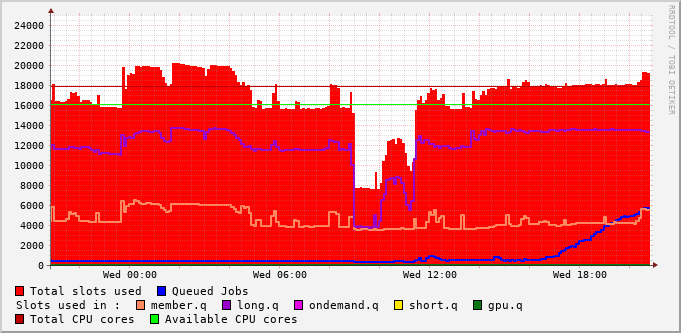 RRDTOOL / TOBI OETIKER
24000
22000
20000
18000
16000
14000
12000
10000
8000
6000
4000
2000
0
Wed 00:00 Wed 06:00 Wed 12:00 Wed 18:00
Total slots used Queued Jobs
Slots used in : member.q long.q ondemand.q short.q gpu.q
Total CPU cores Available CPU cores